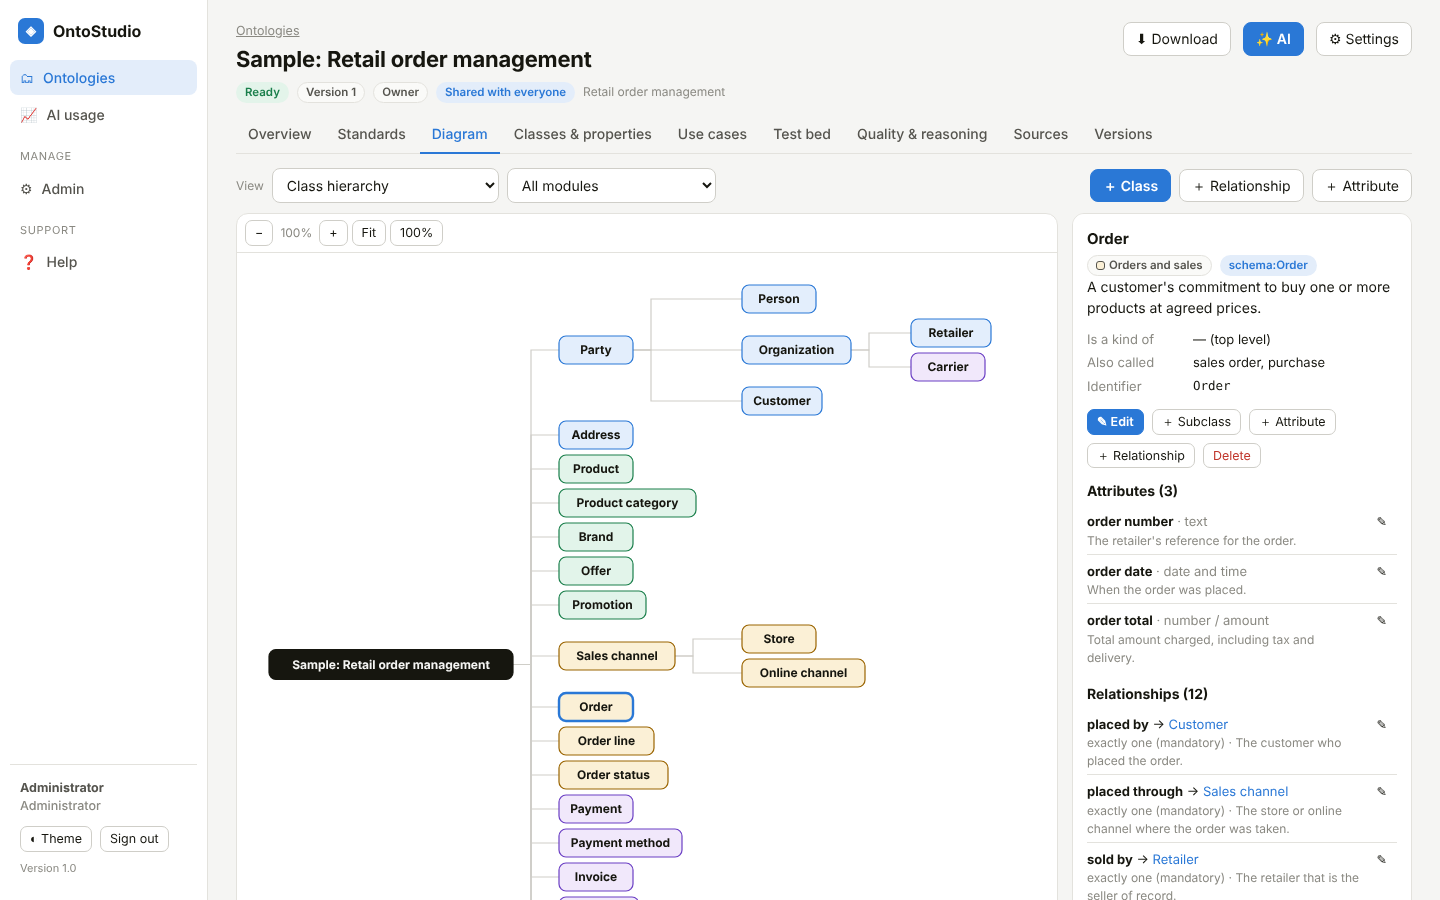 OntoStudio
Ontologies
AI usage
MANAGE
Admin
SUPPORT
Help
Administrator
Administrator
Theme
Sign out
Version 1.0
Ontologies
Sample: Retail order management
Ready
Version 1
Owner
Shared with everyone
Retail order management
Download
AI
Settings
Overview
Standards
Diagram
Classes & properties
Use cases
Test bed
Quality & reasoning
Sources
Versions
View
Class hierarchy
All modules
+ Class
+ Relationship
+ Attribute
−
100%
+
Fit
100%
Sample: Retail order management
Party
Person
Organization
Retailer
Carrier
Customer
Address
Product
Product category
Brand
Offer
Promotion
Sales channel
Store
Online channel
Order
Order line
Order status
Payment
Payment method
Invoice
Order
Orders and sales
schema:Order
A customer's commitment to buy one or more
products at agreed prices.
Is a kind of — (top level)
Also called sales order, purchase
Identifier Order
✎ Edit
+ Subclass
+ Attribute
+ Relationship
Delete
Attributes (3)
order number · text
The retailer's reference for the order.
order date · date and time
When the order was placed.
order total · number / amount
Total amount charged, including tax and
delivery.
Relationships (12)
placed by → Customer
exactly one (mandatory) · The customer who
placed the order.
placed through → Sales channel
exactly one (mandatory) · The store or online
channel where the order was taken.
sold by → Retailer
exactly one (mandatory) · The retailer that is the
seller of record.